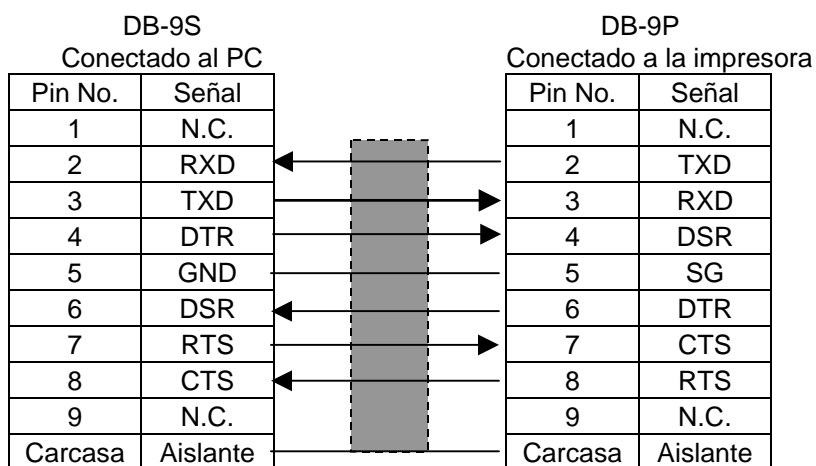 DB-9S DB-9P
Conectado al PC Conectado a la impresora
Pin No. Señal Pin No. Señal
1 N.C. 1 N.C.
2 RXD 2 TXD
3 TXD 3 RXD
4 DTR 4 DSR
5 GND 5 SG
6 DSR 6 DTR
7 RTS 7 CTS
8 CTS 8 RTS
9 N.C. 9 N.C.
Carcasa Aislante Carcasa Aislante